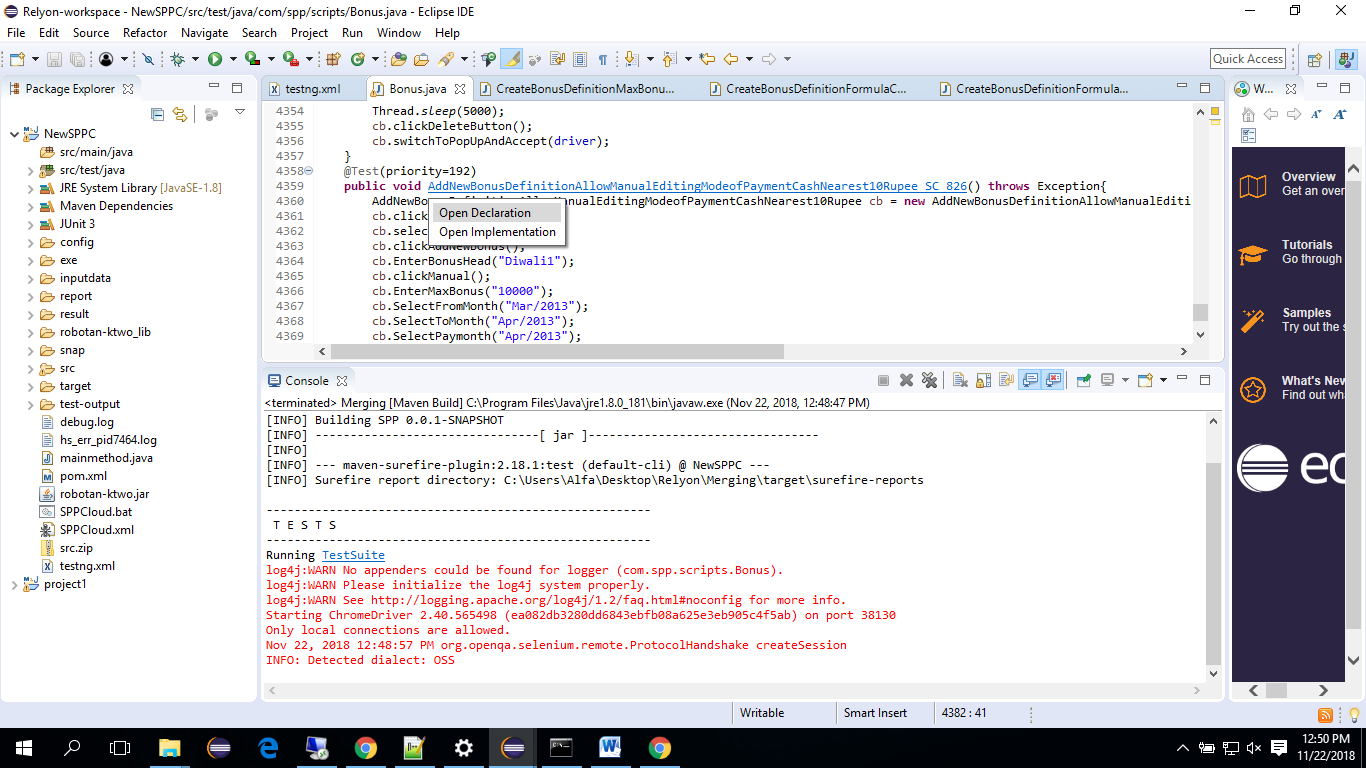 Relyon-workspace - NewSPPC/src/test/java/com/spp/scripts/Bonus.java - Eclipse IDE
File Edit Source Refactor Navigate Search Project Run Window Help
Quick Access
Package Explorer
NewSPPC
src/main/java
src/test/java
JRE System Library [JavaSE-1.8]
Maven Dependencies
JUnit 3
config
exe
inputdata
report
result
robotan-ktwo_lib
snap
src
target
test-output
debug.log
hs_err_pid7464.log
mainmethod.java
pom.xml
robotan-ktwo.jar
SPPCloud.bat
SPPCloud.xml
src.zip
testng.xml
project1
testng.xml Bonus.java CreateBonusDefinitionMaxBonu... CreateBonusDefinitionFormulaC... CreateBonusDefinitionFormula...
4354 Thread.sleep(5000);
4355 cb.clickDeleteButton();
4356 cb.switchToPopUpAndAccept(driver);
4357 }
4358 @Test(priority=192)
4359 public void AddNewBonusDefinitionAllowManualEditingModeofPaymentCashNearest10Rupee_SC_826() throws Exception{
4360 AddNewBonusDefinitionAllowManualEditingModeofPaymentCashNearest10Rupee cb = new AddNewBonusDefinitionAllowManualEditi
4361 cb.click
4362 cb.selec
4363 cb.clickAddNewBonus();
4364 cb.EnterBonusHead("Diwali1");
4365 cb.clickManual();
4366 cb.EnterMaxBonus("10000");
4367 cb.SelectFromMonth("Mar/2013");
4368 cb.SelectToMonth("Apr/2013");
4369 cb.SelectPaymonth("Apr/2013");
Open Declaration
Open Implementation
Console
<terminated> Merging [Maven Build] C:\Program Files\Java\jre1.8.0_181\bin\javaw.exe (Nov 22, 2018, 12:48:47 PM)
[INFO] Building SPP 0.0.1-SNAPSHOT
[INFO] --------------------------------[ jar ]---------------------------------
[INFO]
[INFO] --- maven-surefire-plugin:2.18.1:test (default-cli) @ NewSPPC ---
[INFO] Surefire report directory: C:\Users\Alfa\Desktop\Relyon\Merging\target\surefire-reports
-------------------------------------------------------
T E S T S
-------------------------------------------------------
Running TestSuite
log4j:WARN No appenders could be found for logger (com.spp.scripts.Bonus).
log4j:WARN Please initialize the log4j system properly.
log4j:WARN See http://logging.apache.org/log4j/1.2/faq.html#noconfig for more info.
Starting ChromeDriver 2.40.565498 (ea082db3280dd6843ebfb08a625e3eb905c4f5ab) on port 38130
Only local connections are allowed.
Nov 22, 2018 12:48:57 PM org.openqa.selenium.remote.ProtocolHandshake createSession
INFO: Detected dialect: OSS
W...
Overview
Get an over
Tutorials
Go through
Samples
Try out the s
What's New
Find out wha
ec
Writable Smart Insert 4382 : 41
12:50 PM
11/22/2018